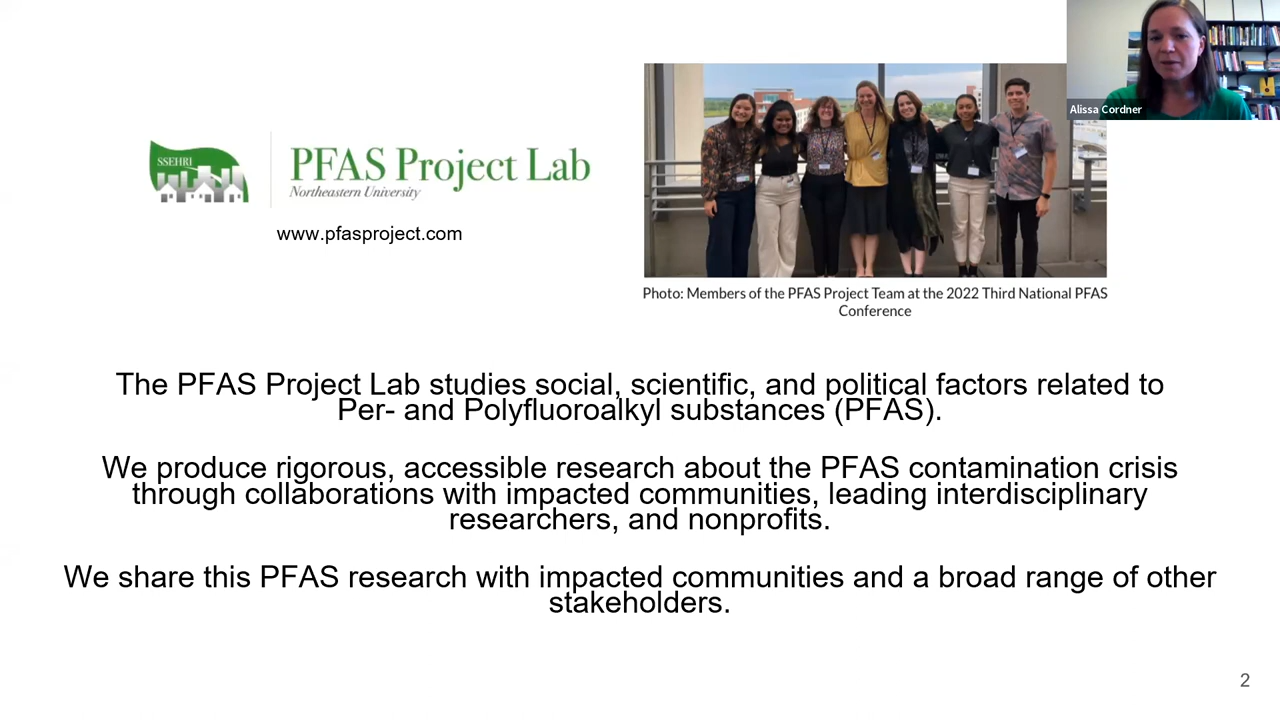 SSEHRI
PFAS Project Lab
Northeastern University
www.pfasproject.com
Alissa Cordner
Photo: Members of the PFAS Project Team at the 2022 Third National PFAS
Conference
The PFAS Project Lab studies social, scientific, and political factors related to
Per- and Polyfluoroalkyl substances (PFAS).
We produce rigorous, accessible research about the PFAS contamination crisis
through collaborations with impacted communities, leading interdisciplinary
researchers, and nonprofits.
We share this PFAS research with impacted communities and a broad range of other
stakeholders.
2